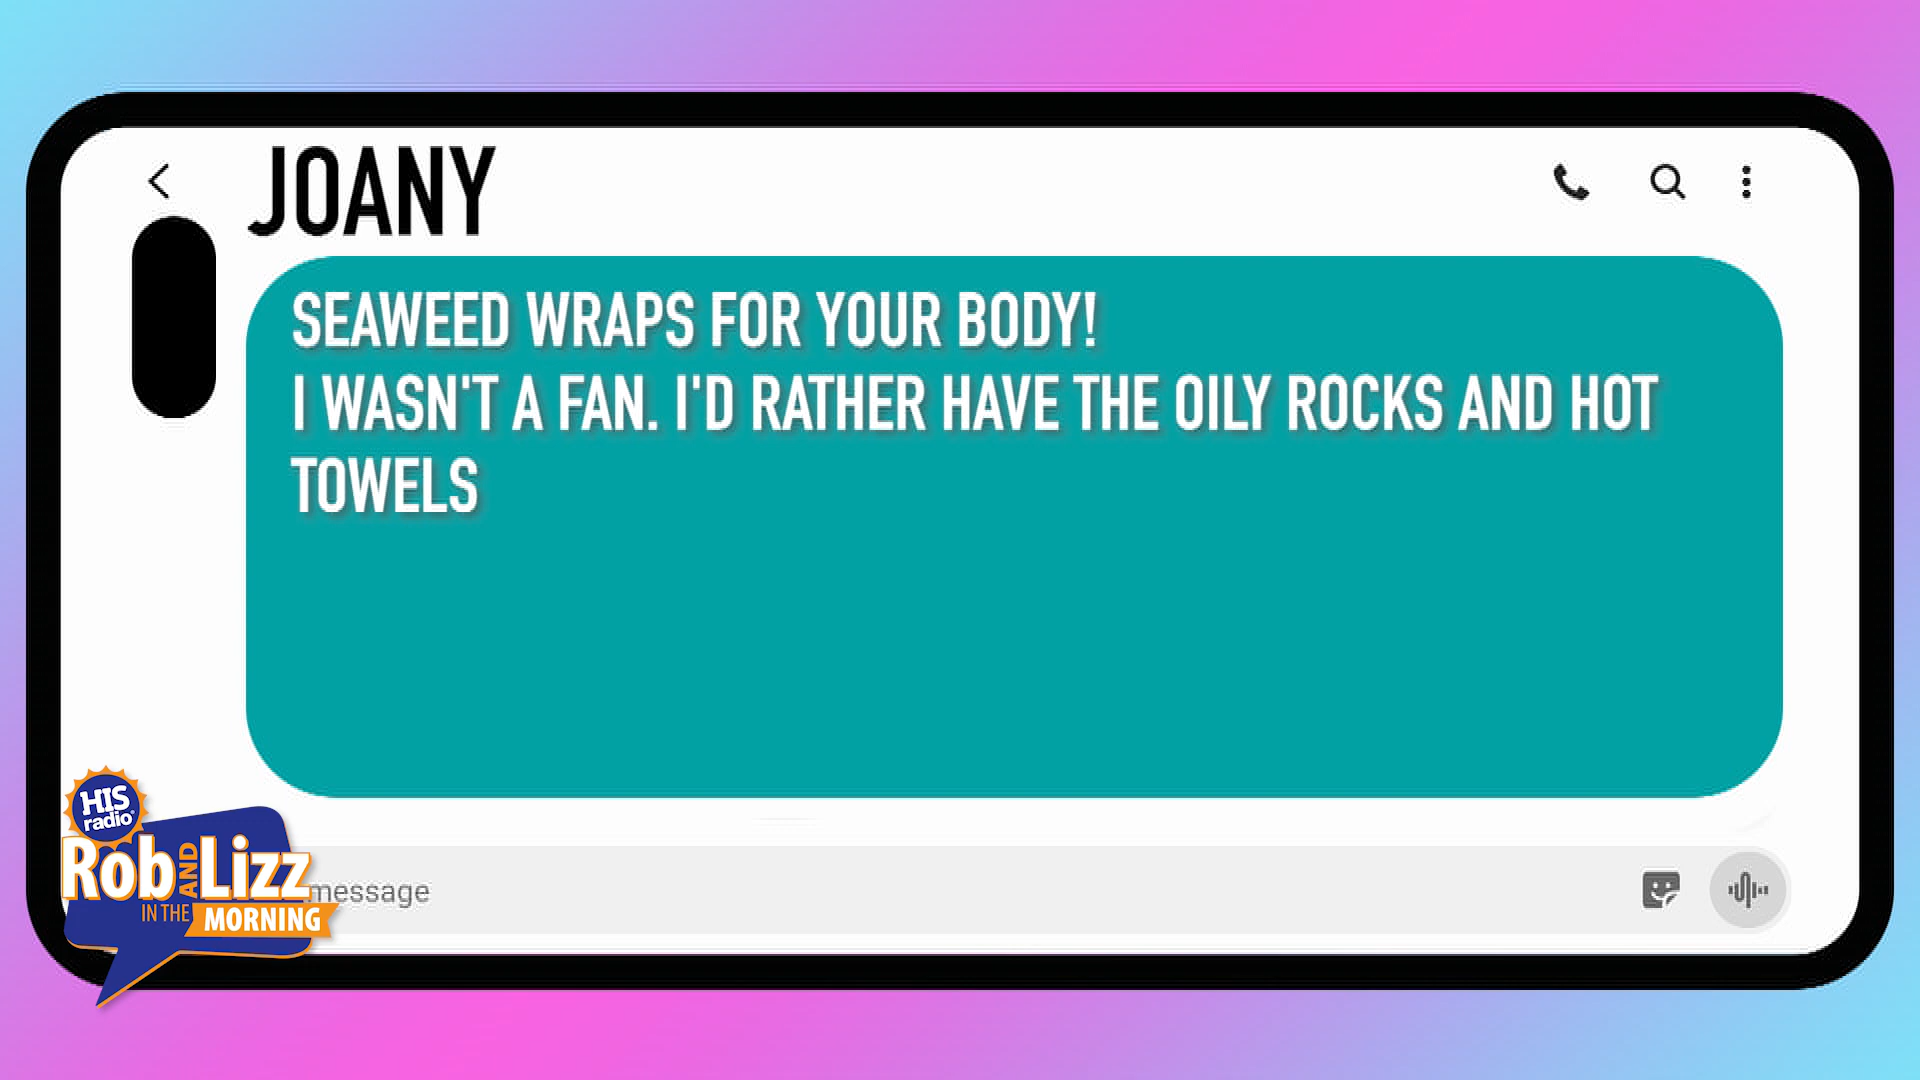 JOANY
SEAWEED WRAPS FOR YOUR BODY!
I WASN'T A FAN. I'D RATHER HAVE THE OILY ROCKS AND HOT
TOWELS
HIS
radio
Rob AND Lizz
IN THE MORNING
message